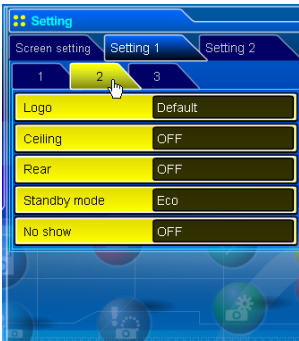 Setting
Screen setting Setting 1 Setting 2
1 2 3
Logo Default
Ceiling OFF
Rear OFF
Standby mode Eco
No show OFF